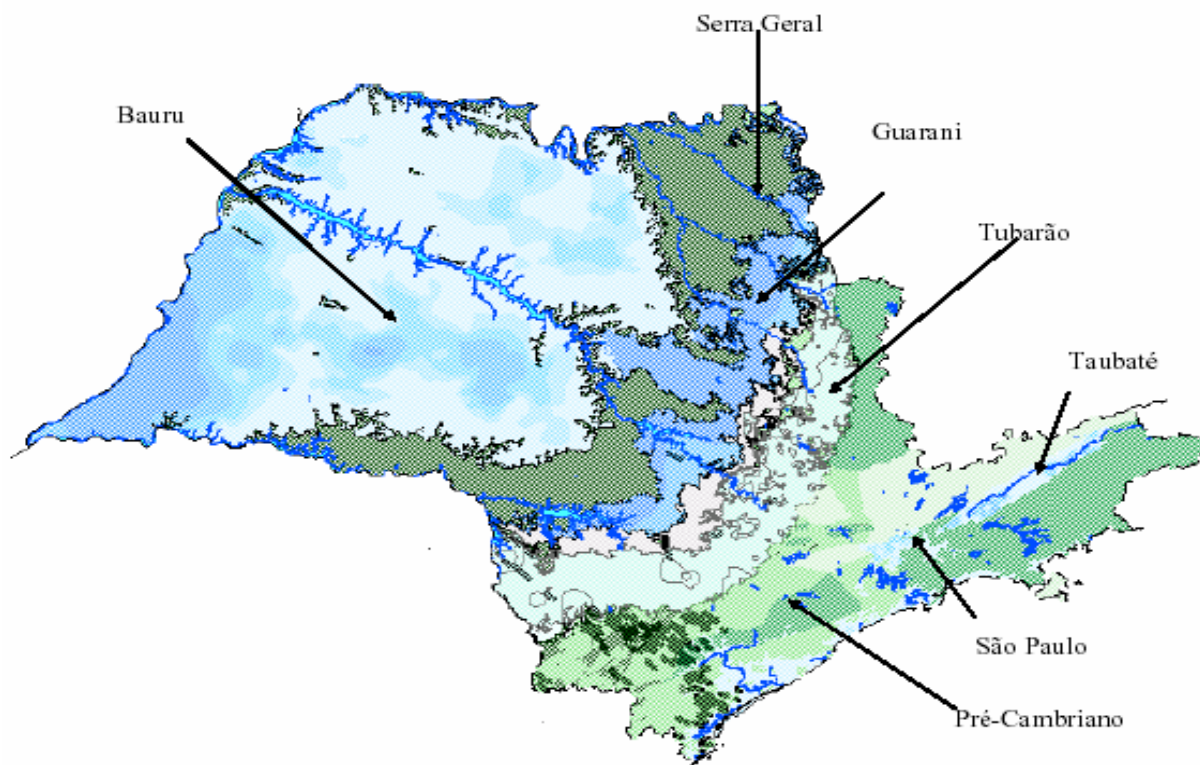 Serra Geral
Bauru
Guarani
Tubarão
Taubaté
São Paulo
Pré-Cambriano